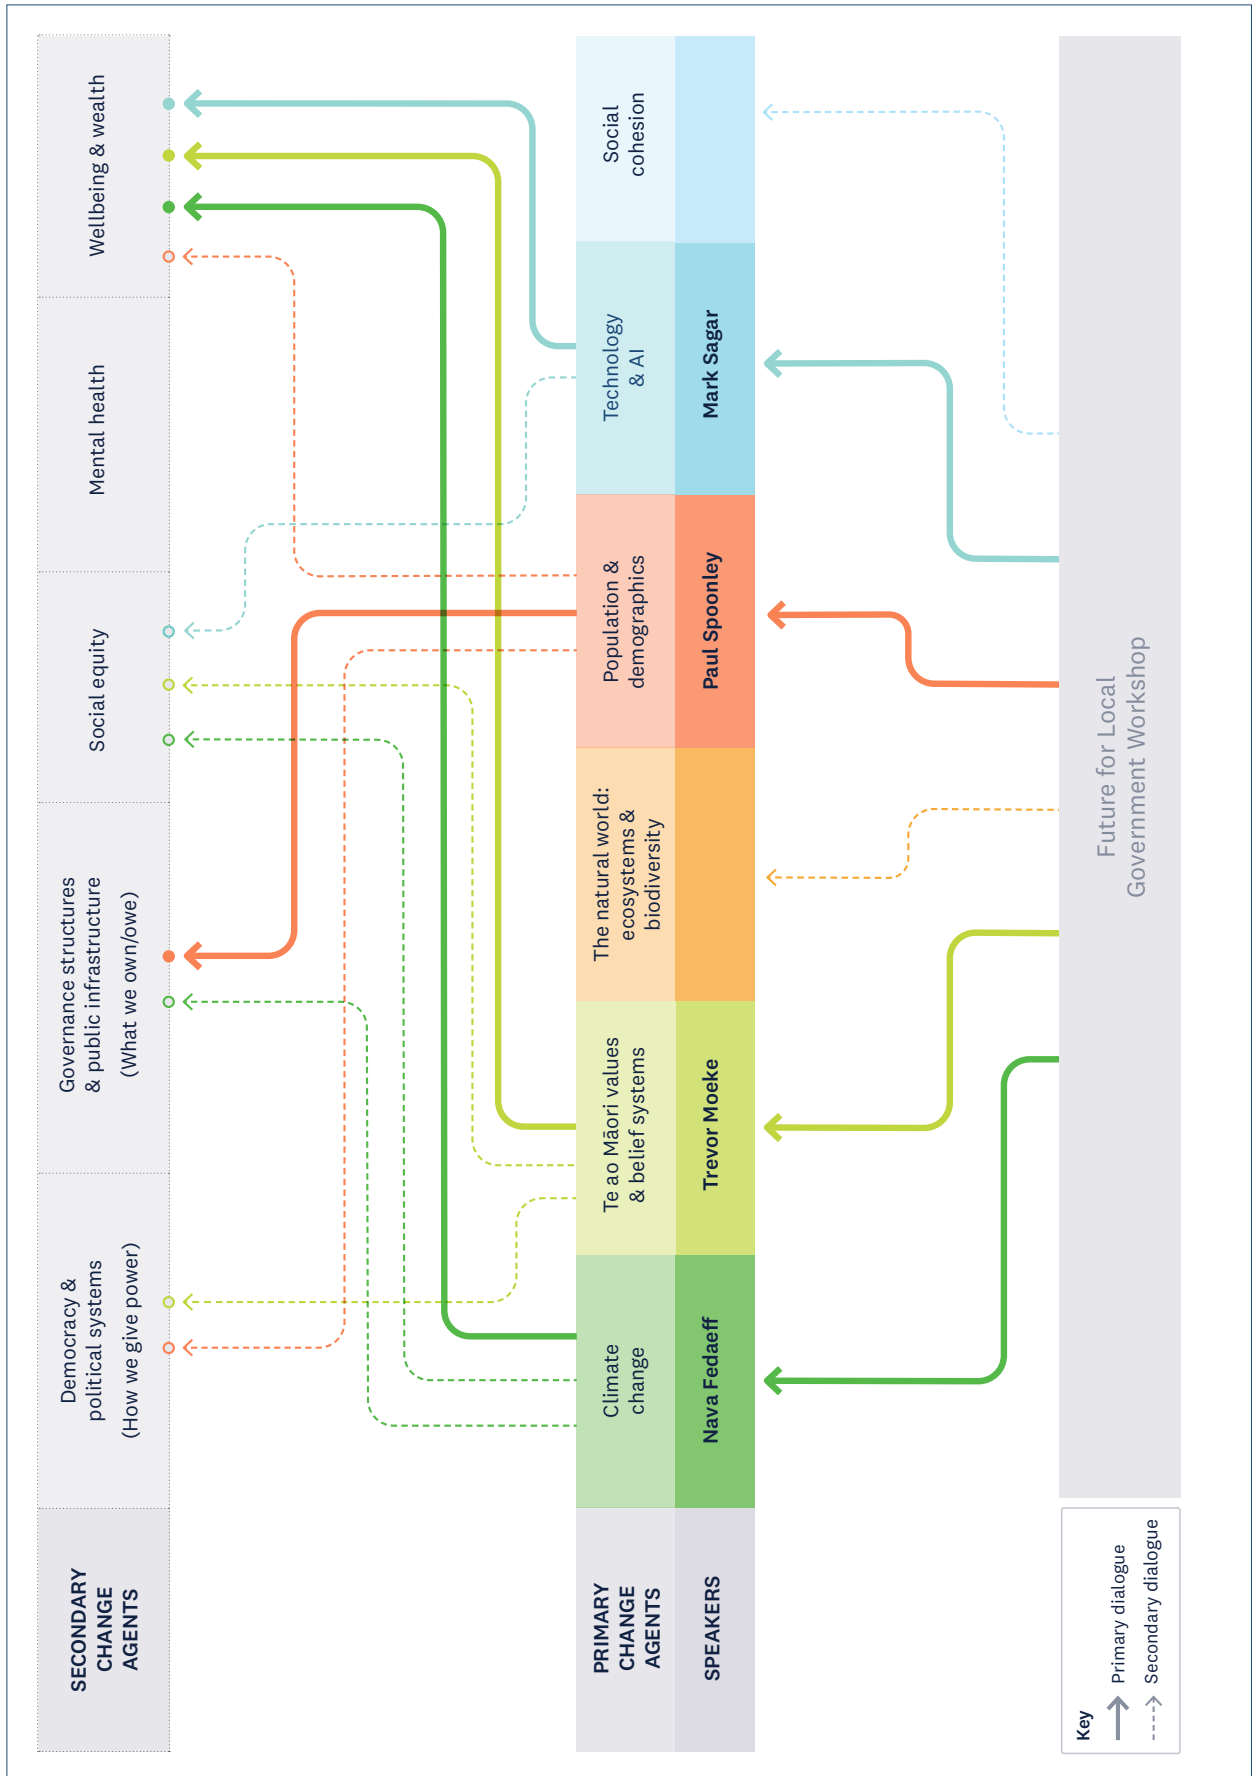 SECONDARY
CHANGE
AGENTS
Democracy &
political systems
(How we give power)
Governance structures
& public infrastructure
(What we own/owe)
Social equity
Mental health
Wellbeing & wealth
PRIMARY
CHANGE
AGENTS
Climate
change
Te ao Māori values
& belief systems
The natural world:
ecosystems &
biodiversity
Population &
demographics
Technology
& AI
Social
cohesion
SPEAKERS
Nava Fedaeff
Trevor Moeke
Paul Spoonley
Mark Sagar
Key
Primary dialogue
Secondary dialogue
Future for Local
Government Workshop